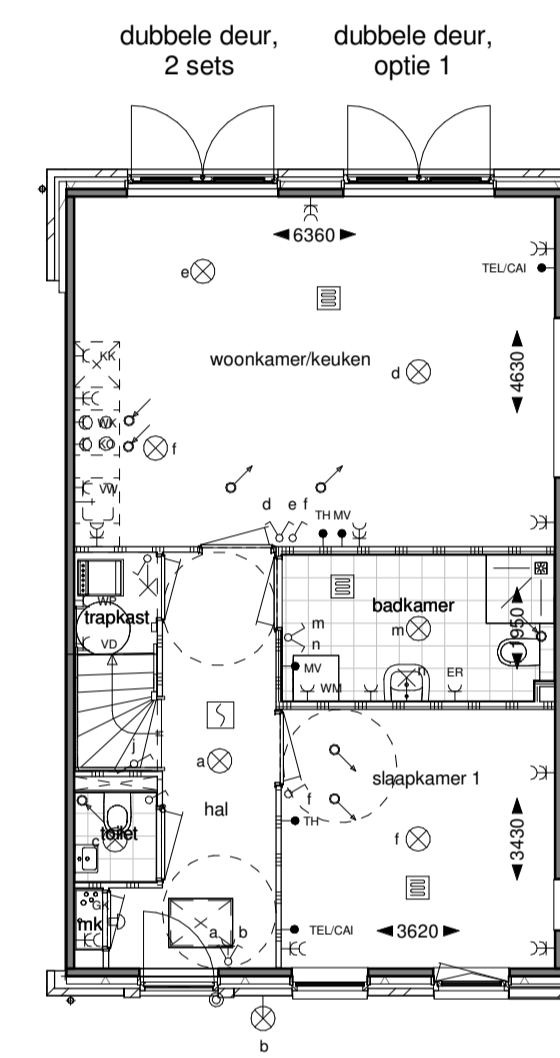 dubbele deur,
2 sets
dubbele deur,
optie 1
6360
TEL/CAI
e
woonkamer/keuken
d
4630
KK
WK
KO
f
VW
d e f
TH MV
WP
trapkast
VD
badkamer
m
m
n
1950
MV
WM
n
ER
j
a
hal
slaapkamer 1
f
f
3430
TH
toilet
c
GK
mk
a b
TEL/CAI
3620
b